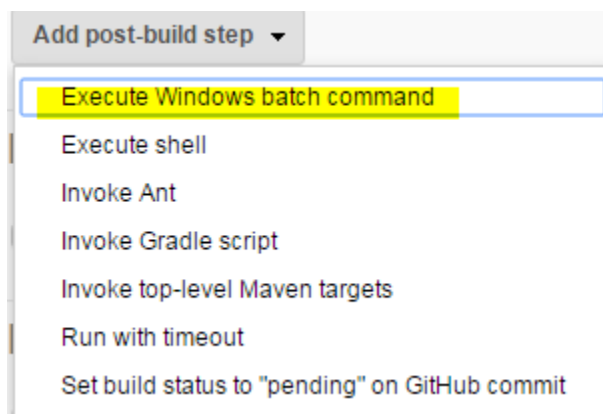 Add post-build step
Execute Windows batch command
Execute shell
Invoke Ant
Invoke Gradle script
Invoke top-level Maven targets
Run with timeout
Set build status to "pending" on GitHub commit